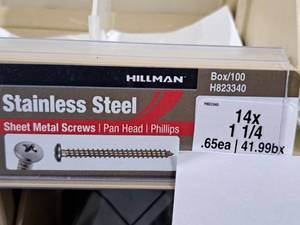 HILLMAN
Box/100
H823340
Stainless Steel
Sheet Metal Screws | Pan Head | Phillips
H823340
14x
1 1/4
.65ea | 41.99bx